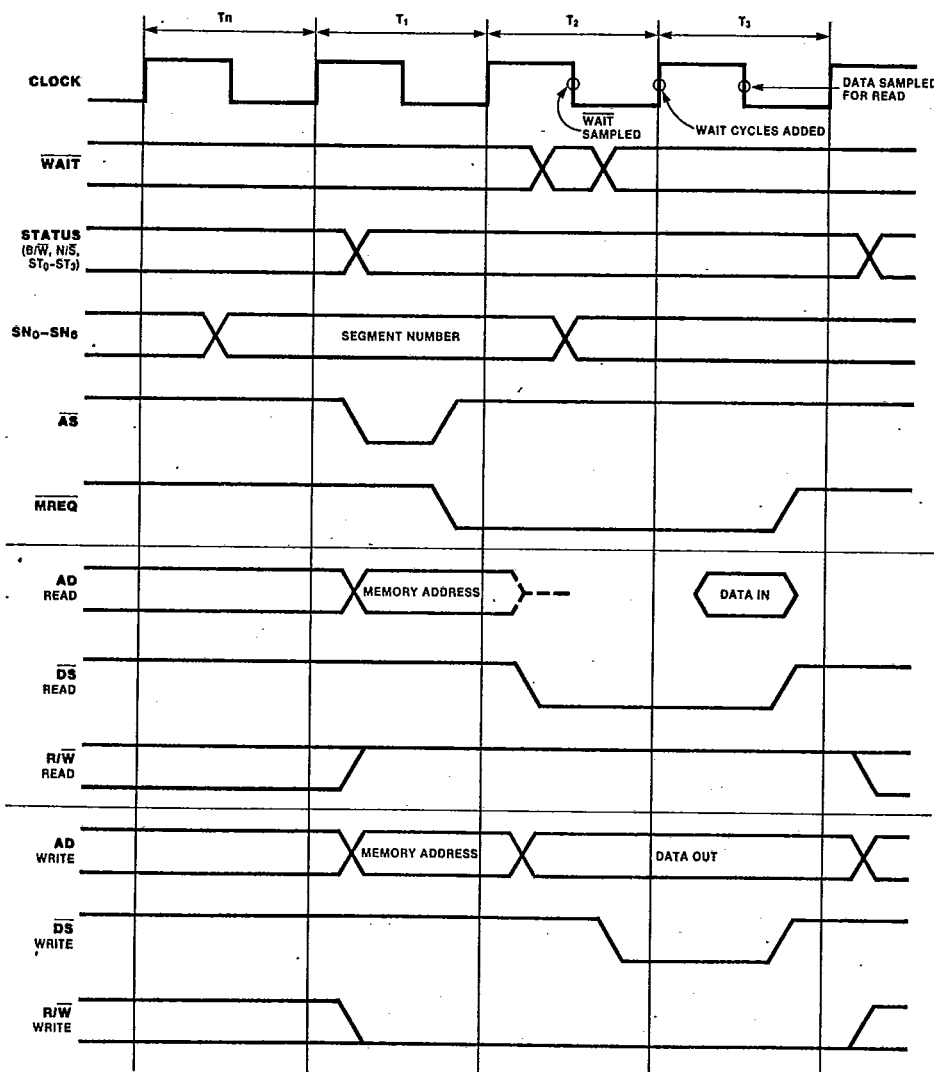 Tn T1 T2 T3
CLOCK
WAIT SAMPLED
WAIT CYCLES ADDED
DATA SAMPLED FOR READ
WAIT
STATUS
(B/W, N/S,
ST0–ST3)
SN0–SN6
SEGMENT NUMBER
AS
MREQ
AD
READ
MEMORY ADDRESS
DATA IN
DS
READ
R/W
READ
AD
WRITE
MEMORY ADDRESS
DATA OUT
DS
WRITE
R/W
WRITE